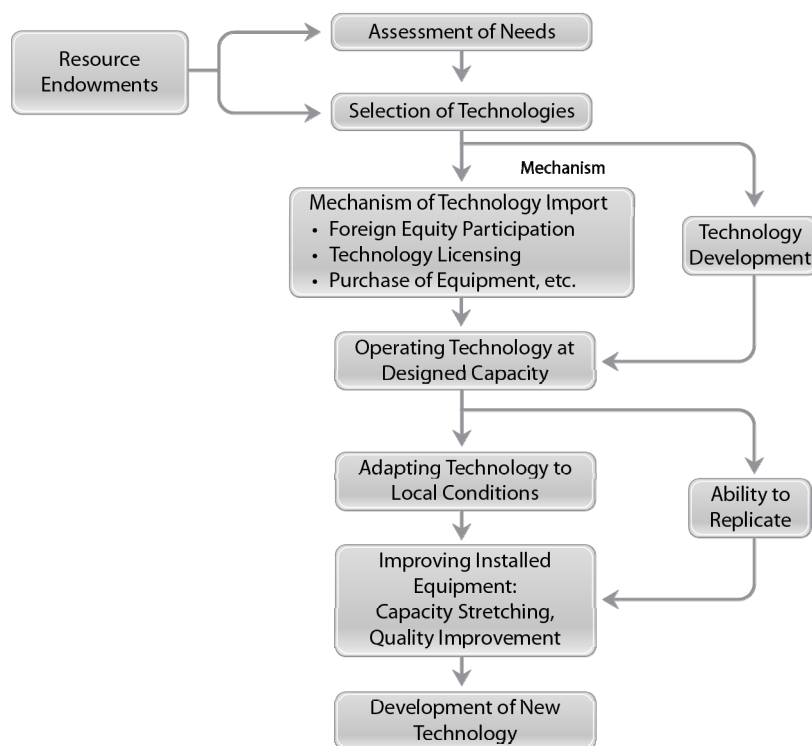 Resource
Endowments
Assessment of Needs
Selection of Technologies
Mechanism
Mechanism of Technology Import
• Foreign Equity Participation
• Technology Licensing
• Purchase of Equipment, etc.
Technology
Development
Operating Technology at
Designed Capacity
Adapting Technology to
Local Conditions
Ability to
Replicate
Improving Installed
Equipment:
Capacity Stretching,
Quality Improvement
Development of New
Technology